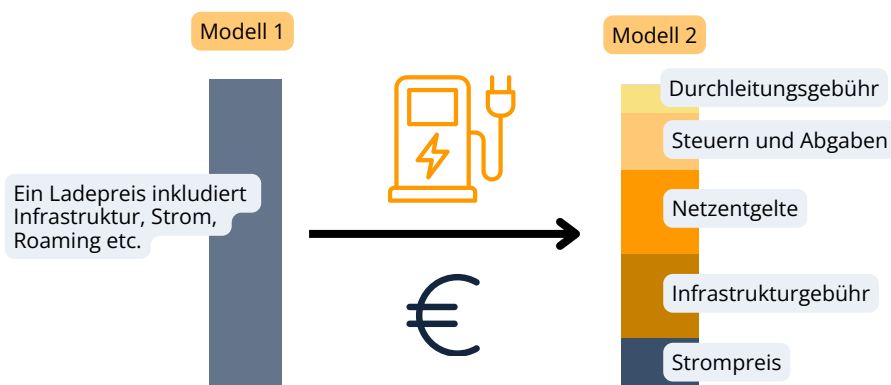 Modell 1
Modell 2
Ein Ladepreis inkludiert
Infrastruktur, Strom,
Roaming etc.
Durchleitungsgebühr
Steuern und Abgaben
Netzentgelte
Infrastrukturgebühr
Strompreis